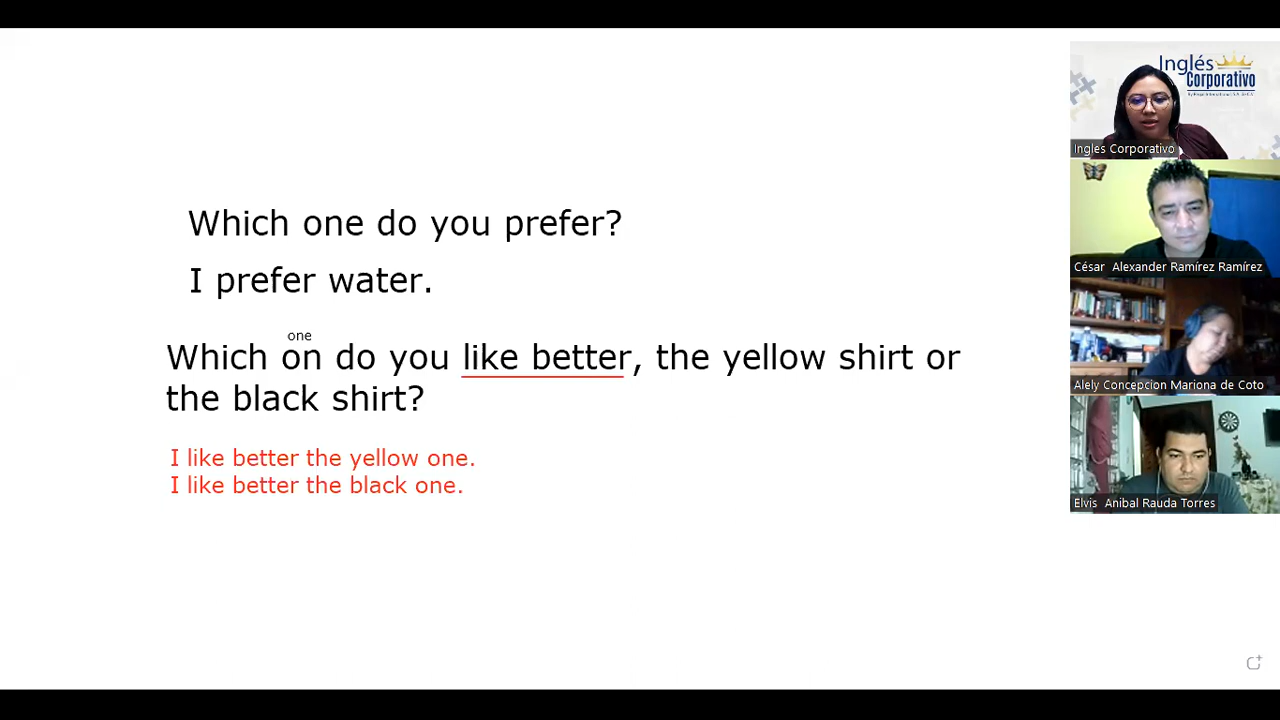 Which one do you prefer?
I prefer water.
one
Which on do you like better, the yellow shirt or
the black shirt?
I like better the yellow one.
I like better the black one.
Inglés
Corporativo
Ingles Corporativo
César Alexander Ramírez Ramírez
Alely Concepcion Mariona de Coto
Elvis Anibal Rauda Torres